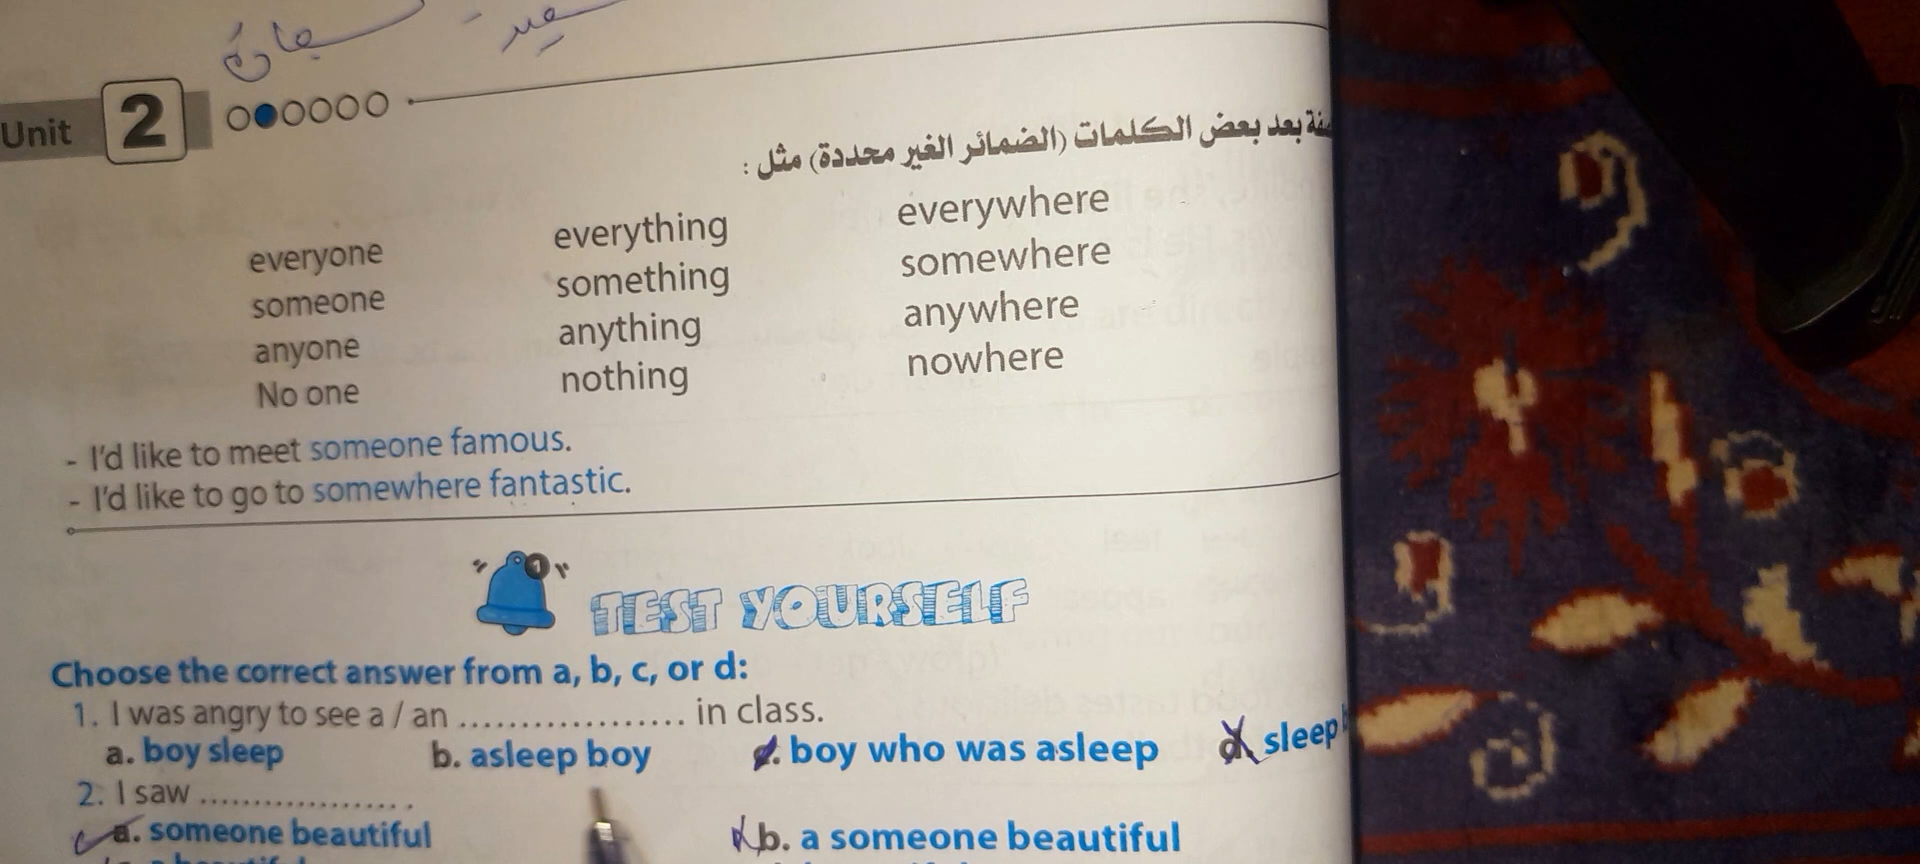 Unit 2
بعد بعض الكلمات (الضمائر الغير محددة) مثل :
everyone everything everywhere
someone something somewhere
anyone anything anywhere
No one nothing nowhere
- I'd like to meet someone famous.
- I'd like to go to somewhere fantastic.
TEST YOURSELF
Choose the correct answer from a, b, c, or d:
1. I was angry to see a / an .................. in class.
a. boy sleep b. asleep boy c. boy who was asleep d. sleep
2. I saw ...................
a. someone beautiful b. a someone beautiful